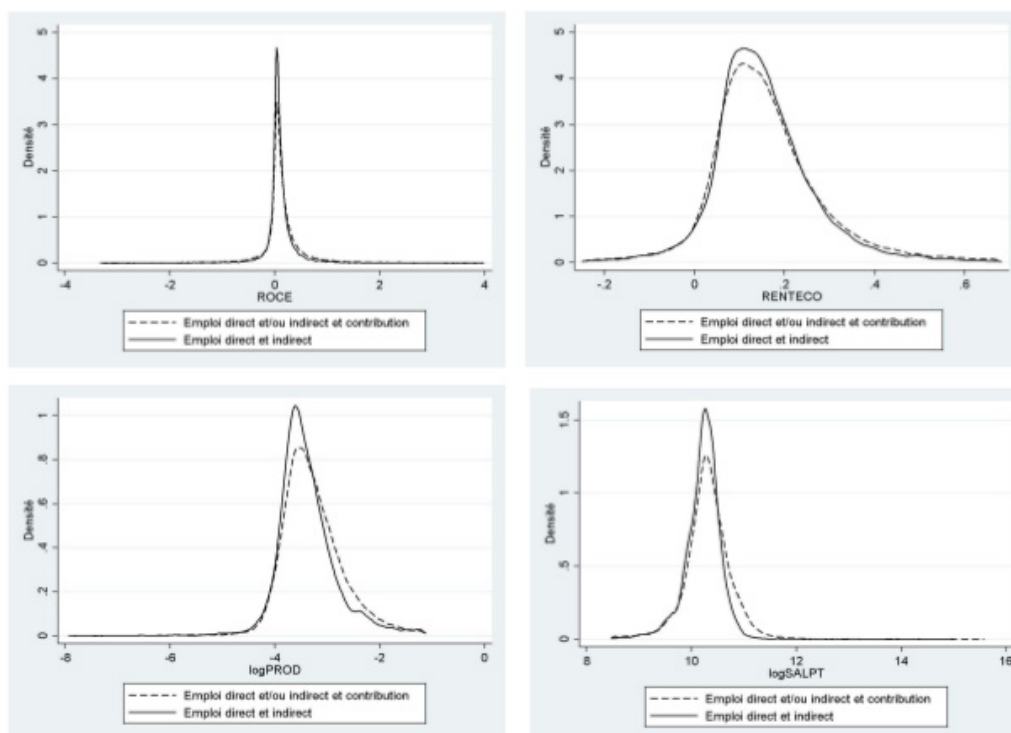 5
4
3
2
1
0
Densité
-4
-2
0
2
4
ROCE
Emploi direct et/ou indirect et contribution
Emploi direct et indirect
5
4
3
2
1
0
Densité
-.2
0
.2
.4
.6
RENTECO
Emploi direct et/ou indirect et contribution
Emploi direct et indirect
1
.8
.6
.4
.2
0
Densité
-8
-6
-4
-2
0
logPROD
Emploi direct et/ou indirect et contribution
Emploi direct et indirect
1.5
1
.5
0
Densité
8
10
12
14
16
logSALPT
Emploi direct et/ou indirect et contribution
Emploi direct et indirect